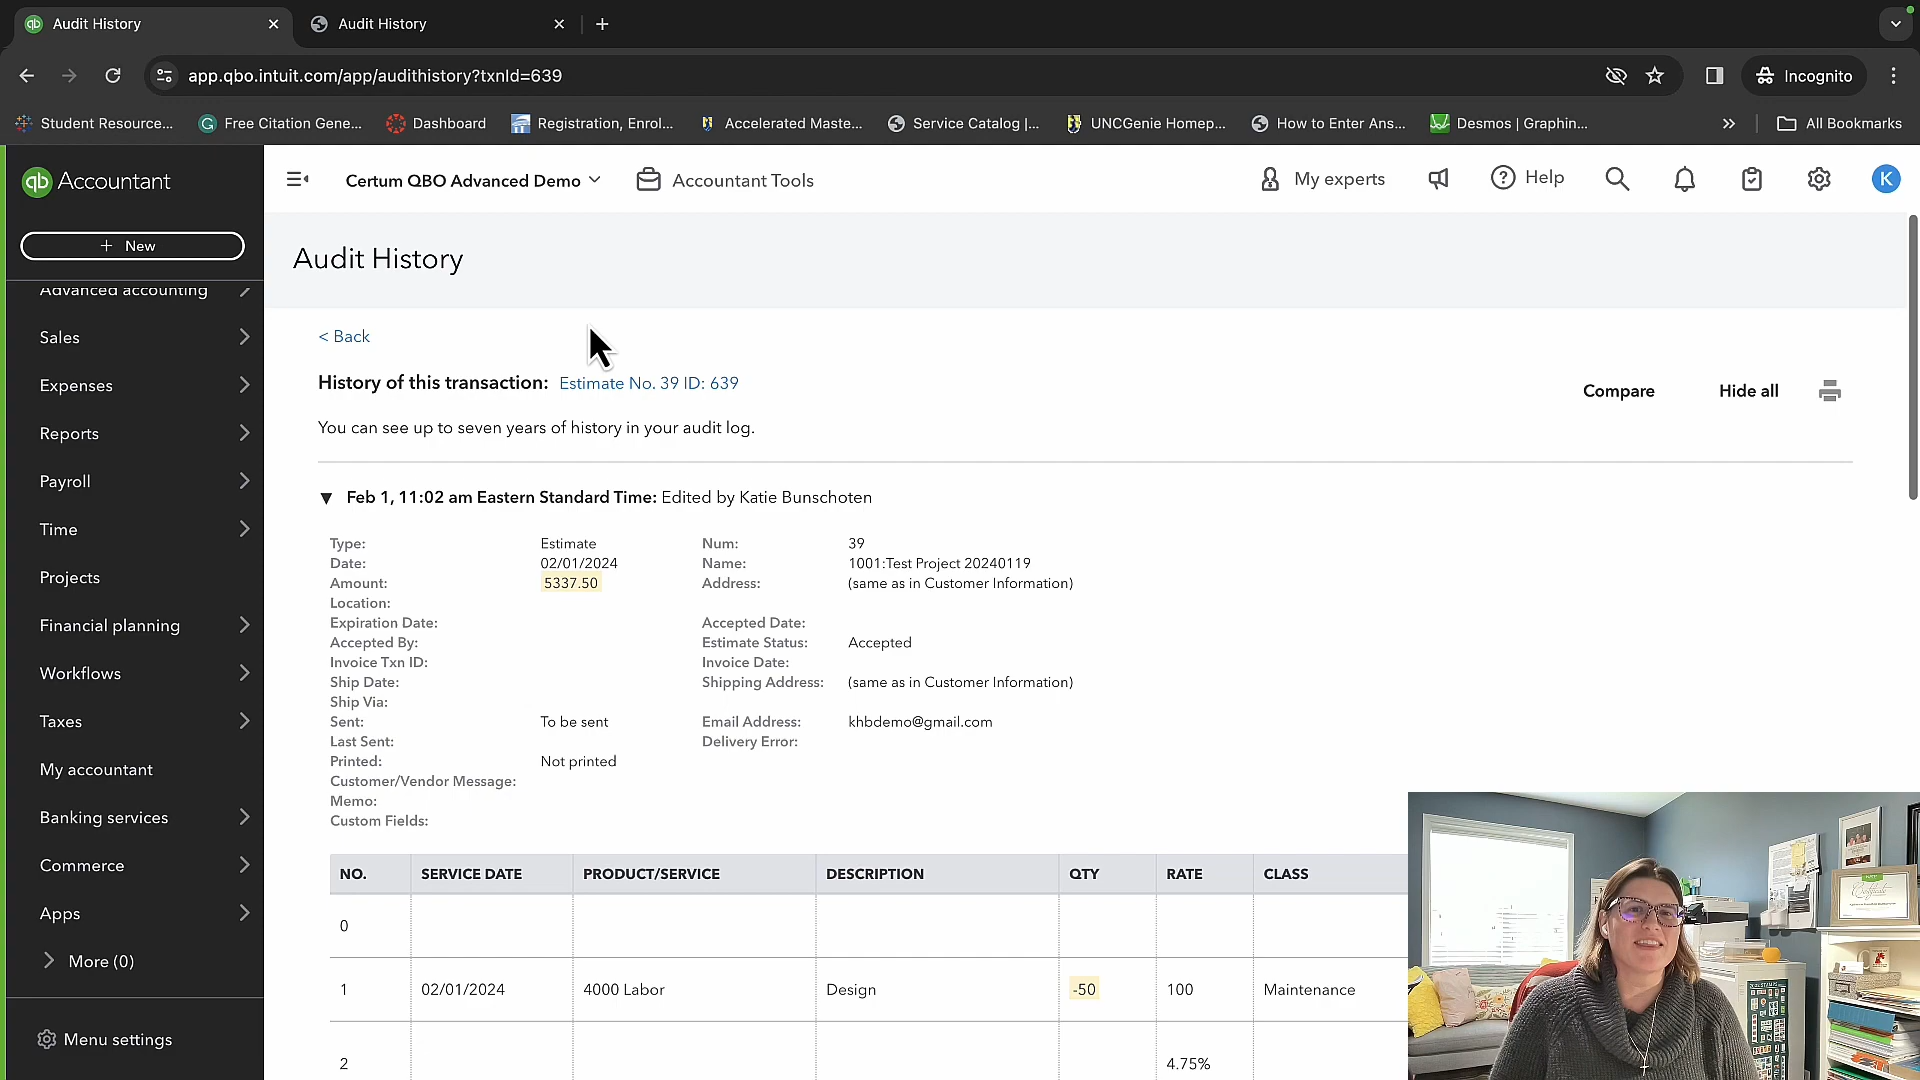 Audit History
Audit History
app.qbo.intuit.com/app/audithistory?txnId=639
Incognito
Student Resource...
Free Citation Gene...
Dashboard
Registration, Enrol...
Accelerated Maste...
Service Catalog |...
UNCGenie Homep...
How to Enter Ans...
Desmos | Graphin...
All Bookmarks
qb Accountant
Certum QBO Advanced Demo
Accountant Tools
My experts
Help
K
+ New
Advanced accounting
Sales
Expenses
Reports
Payroll
Time
Projects
Financial planning
Workflows
Taxes
My accountant
Banking services
Commerce
Apps
More (0)
Menu settings
Audit History
< Back
History of this transaction: Estimate No. 39 ID: 639
Compare
Hide all
You can see up to seven years of history in your audit log.
Feb 1, 11:02 am Eastern Standard Time: Edited by Katie Bunschoten
Type: Estimate Num: 39
Date: 02/01/2024 Name: 1001:Test Project 20240119
Amount: 5337.50 Address: (same as in Customer Information)
Location:
Expiration Date: Accepted Date:
Accepted By: Estimate Status: Accepted
Invoice Txn ID: Invoice Date:
Ship Date: Shipping Address: (same as in Customer Information)
Ship Via:
Sent: To be sent Email Address: khbdemo@gmail.com
Last Sent: Delivery Error:
Printed: Not printed
Customer/Vendor Message:
Memo:
Custom Fields:
NO. SERVICE DATE PRODUCT/SERVICE DESCRIPTION QTY RATE CLASS
0
1 02/01/2024 4000 Labor Design -50 100 Maintenance
2 4.75%